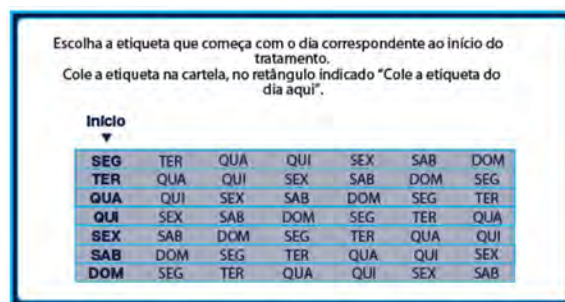 Escolha a etiqueta que começa com o dia correspondente ao início do
tratamento.
Cole a etiqueta na cartela, no retângulo indicado “Cole a etiqueta do
dia aqui”.
Início
▼
SEG TER QUA QUI SEX SAB DOM
TER QUA QUI SEX SAB DOM SEG
QUA QUI SEX SAB DOM SEG TER
QUI SEX SAB DOM SEG TER QUA
SEX SAB DOM SEG TER QUA QUI
SAB DOM SEG TER QUA QUI SEX
DOM SEG TER QUA QUI SEX SAB